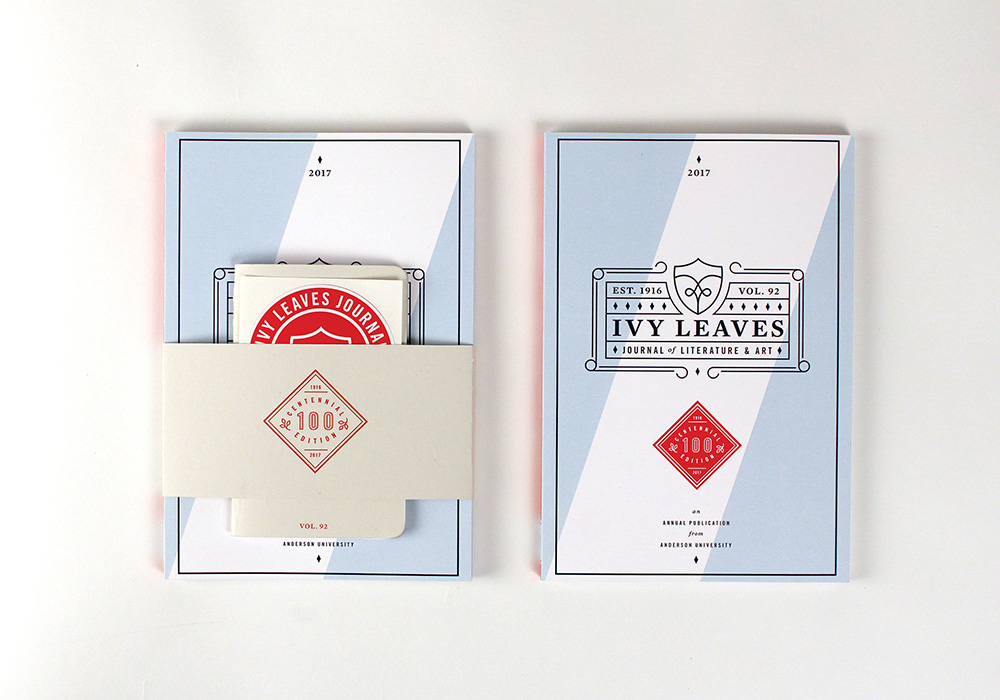 2017
IVY LEAVES JOURNA
1916
CENTENNIAL
100
EDITION
2017
VOL. 92
ANDERSON UNIVERSITY
2017
EST. 1916
VOL. 92
IVY LEAVES
JOURNAL of LITERATURE & ART
1916
CENTENNIAL
100
EDITION
2017
an
ANNUAL PUBLICATION
from
ANDERSON UNIVERSITY